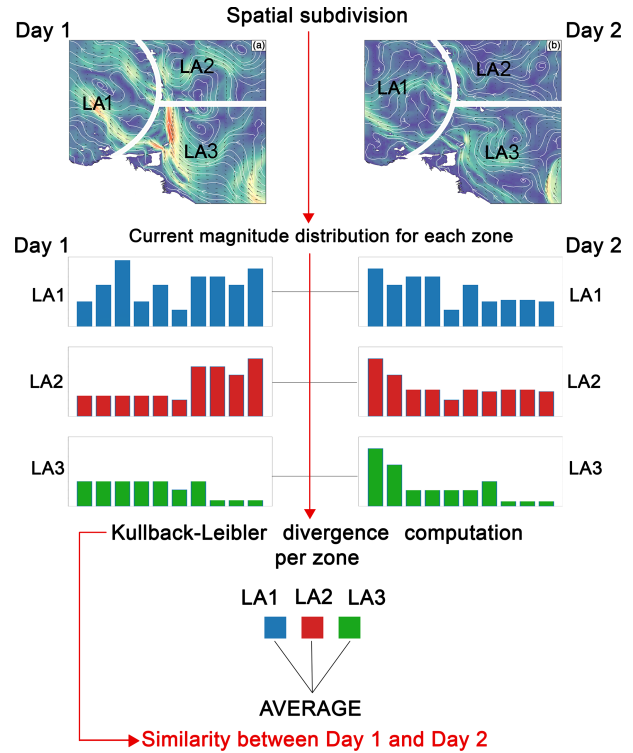 Spatial subdivision
Day 1
Day 2
(a)
LA1
LA2
LA3
(b)
LA1
LA2
LA3
Current magnitude distribution for each zone
Day 1
Day 2
LA1
LA1
LA2
LA2
LA3
LA3
Kullback-Leibler divergence computation
per zone
LA1 LA2 LA3
AVERAGE
Similarity between Day 1 and Day 2